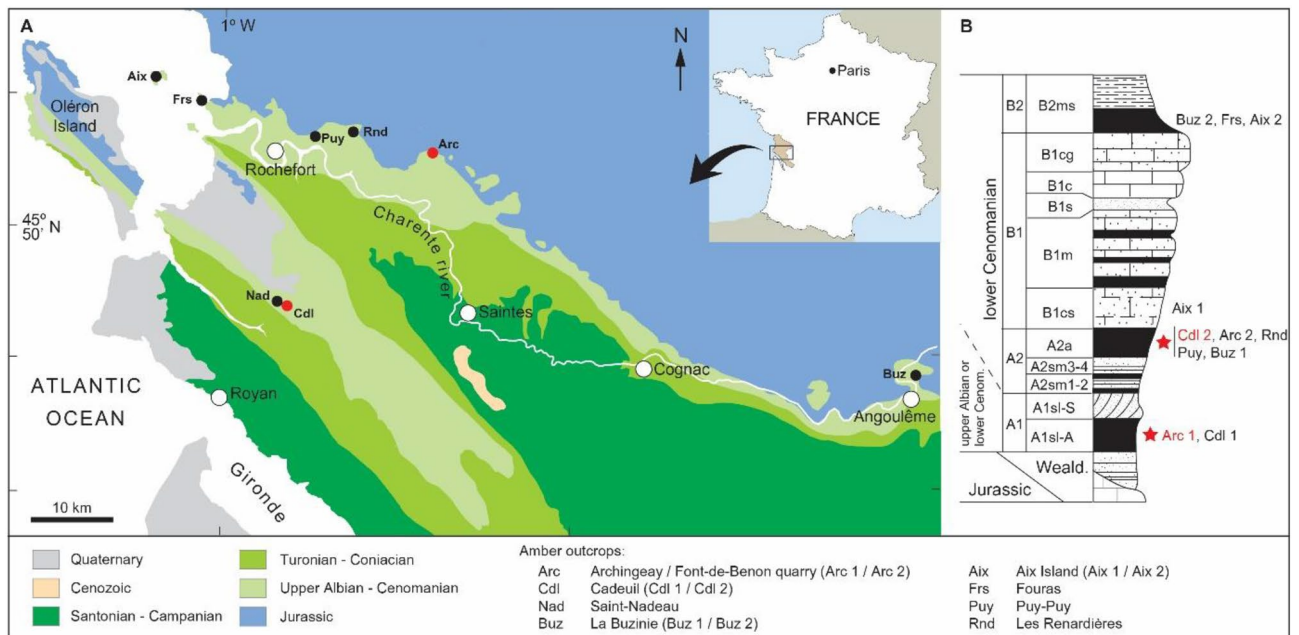 A
1º W
N
Paris
FRANCE
Aix
Frs
Oléron
Island
Puy
Rnd
Arc
Rochefort
45º N
50'
Charente river
Nad
Cdl
Saintes
ATLANTIC
OCEAN
Royan
Cognac
Buz
Angoulême
Gironde
10 km
B
lower Cenomanian
upper Albian or
lower Cenom.
B2
B2ms
Buz 2, Frs, Aix 2
B1
B1cg
B1c
B1s
B1m
B1cs
Aix 1
A2
A2a
Cdl 2, Arc 2, Rnd
Puy, Buz 1
A2sm3-4
A2sm1-2
A1
A1sl-S
A1sl-A
Arc 1, Cdl 1
Weald.
Jurassic
Quaternary
Cenozoic
Santonian - Campanian
Turonian - Coniacian
Upper Albian - Cenomanian
Jurassic
Amber outcrops:
Arc Archingeay / Font-de-Benon quarry (Arc 1 / Arc 2)
Cdl Cadeuil (Cdl 1 / Cdl 2)
Nad Saint-Nadeau
Buz La Buzinie (Buz 1 / Buz 2)
Aix Aix Island (Aix 1 / Aix 2)
Frs Fouras
Puy Puy-Puy
Rnd Les Renardières